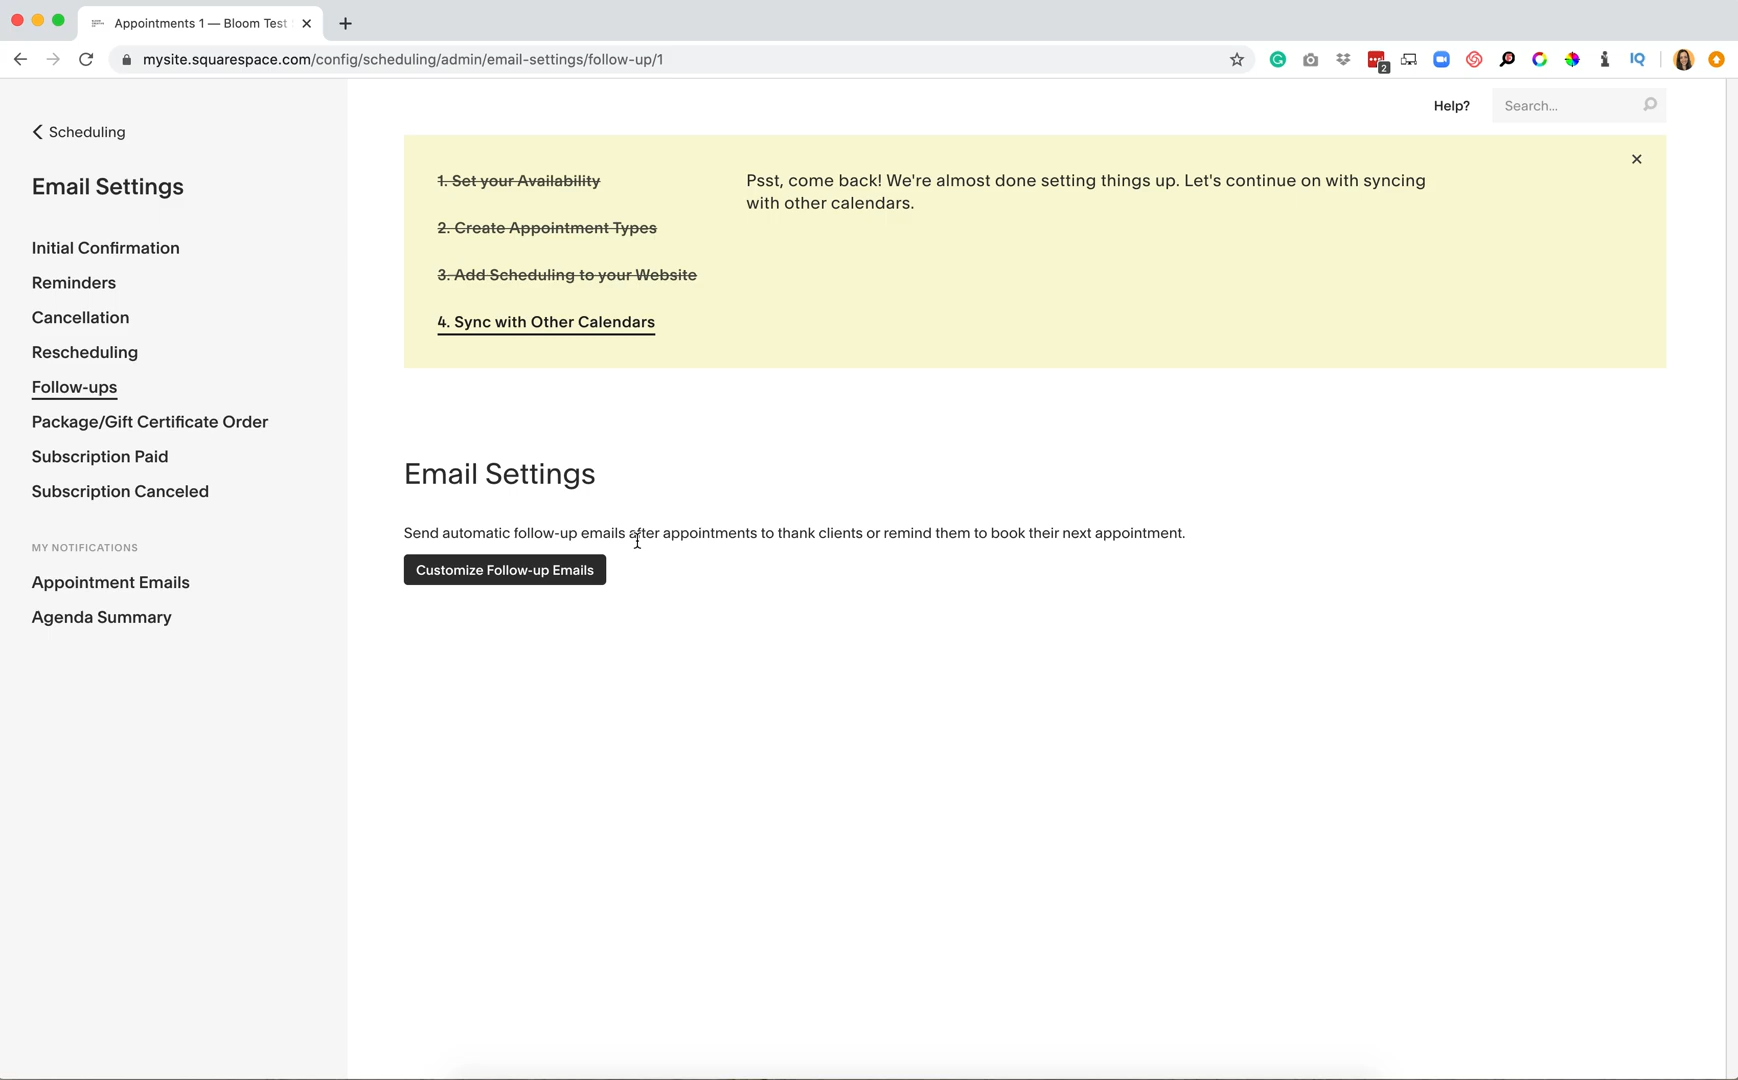 Appointments 1 — Bloom Test
mysite.squarespace.com/config/scheduling/admin/email-settings/follow-up/1
2
IQ
Scheduling
Email Settings
Initial Confirmation
Reminders
Cancellation
Rescheduling
Follow-ups
Package/Gift Certificate Order
Subscription Paid
Subscription Canceled
MY NOTIFICATIONS
Appointment Emails
Agenda Summary
Help?
Search...
1. Set your Availability
2. Create Appointment Types
3. Add Scheduling to your Website
4. Sync with Other Calendars
Psst, come back! We're almost done setting things up. Let's continue on with syncing
with other calendars.
Email Settings
Send automatic follow-up emails after appointments to thank clients or remind them to book their next appointment.
Customize Follow-up Emails